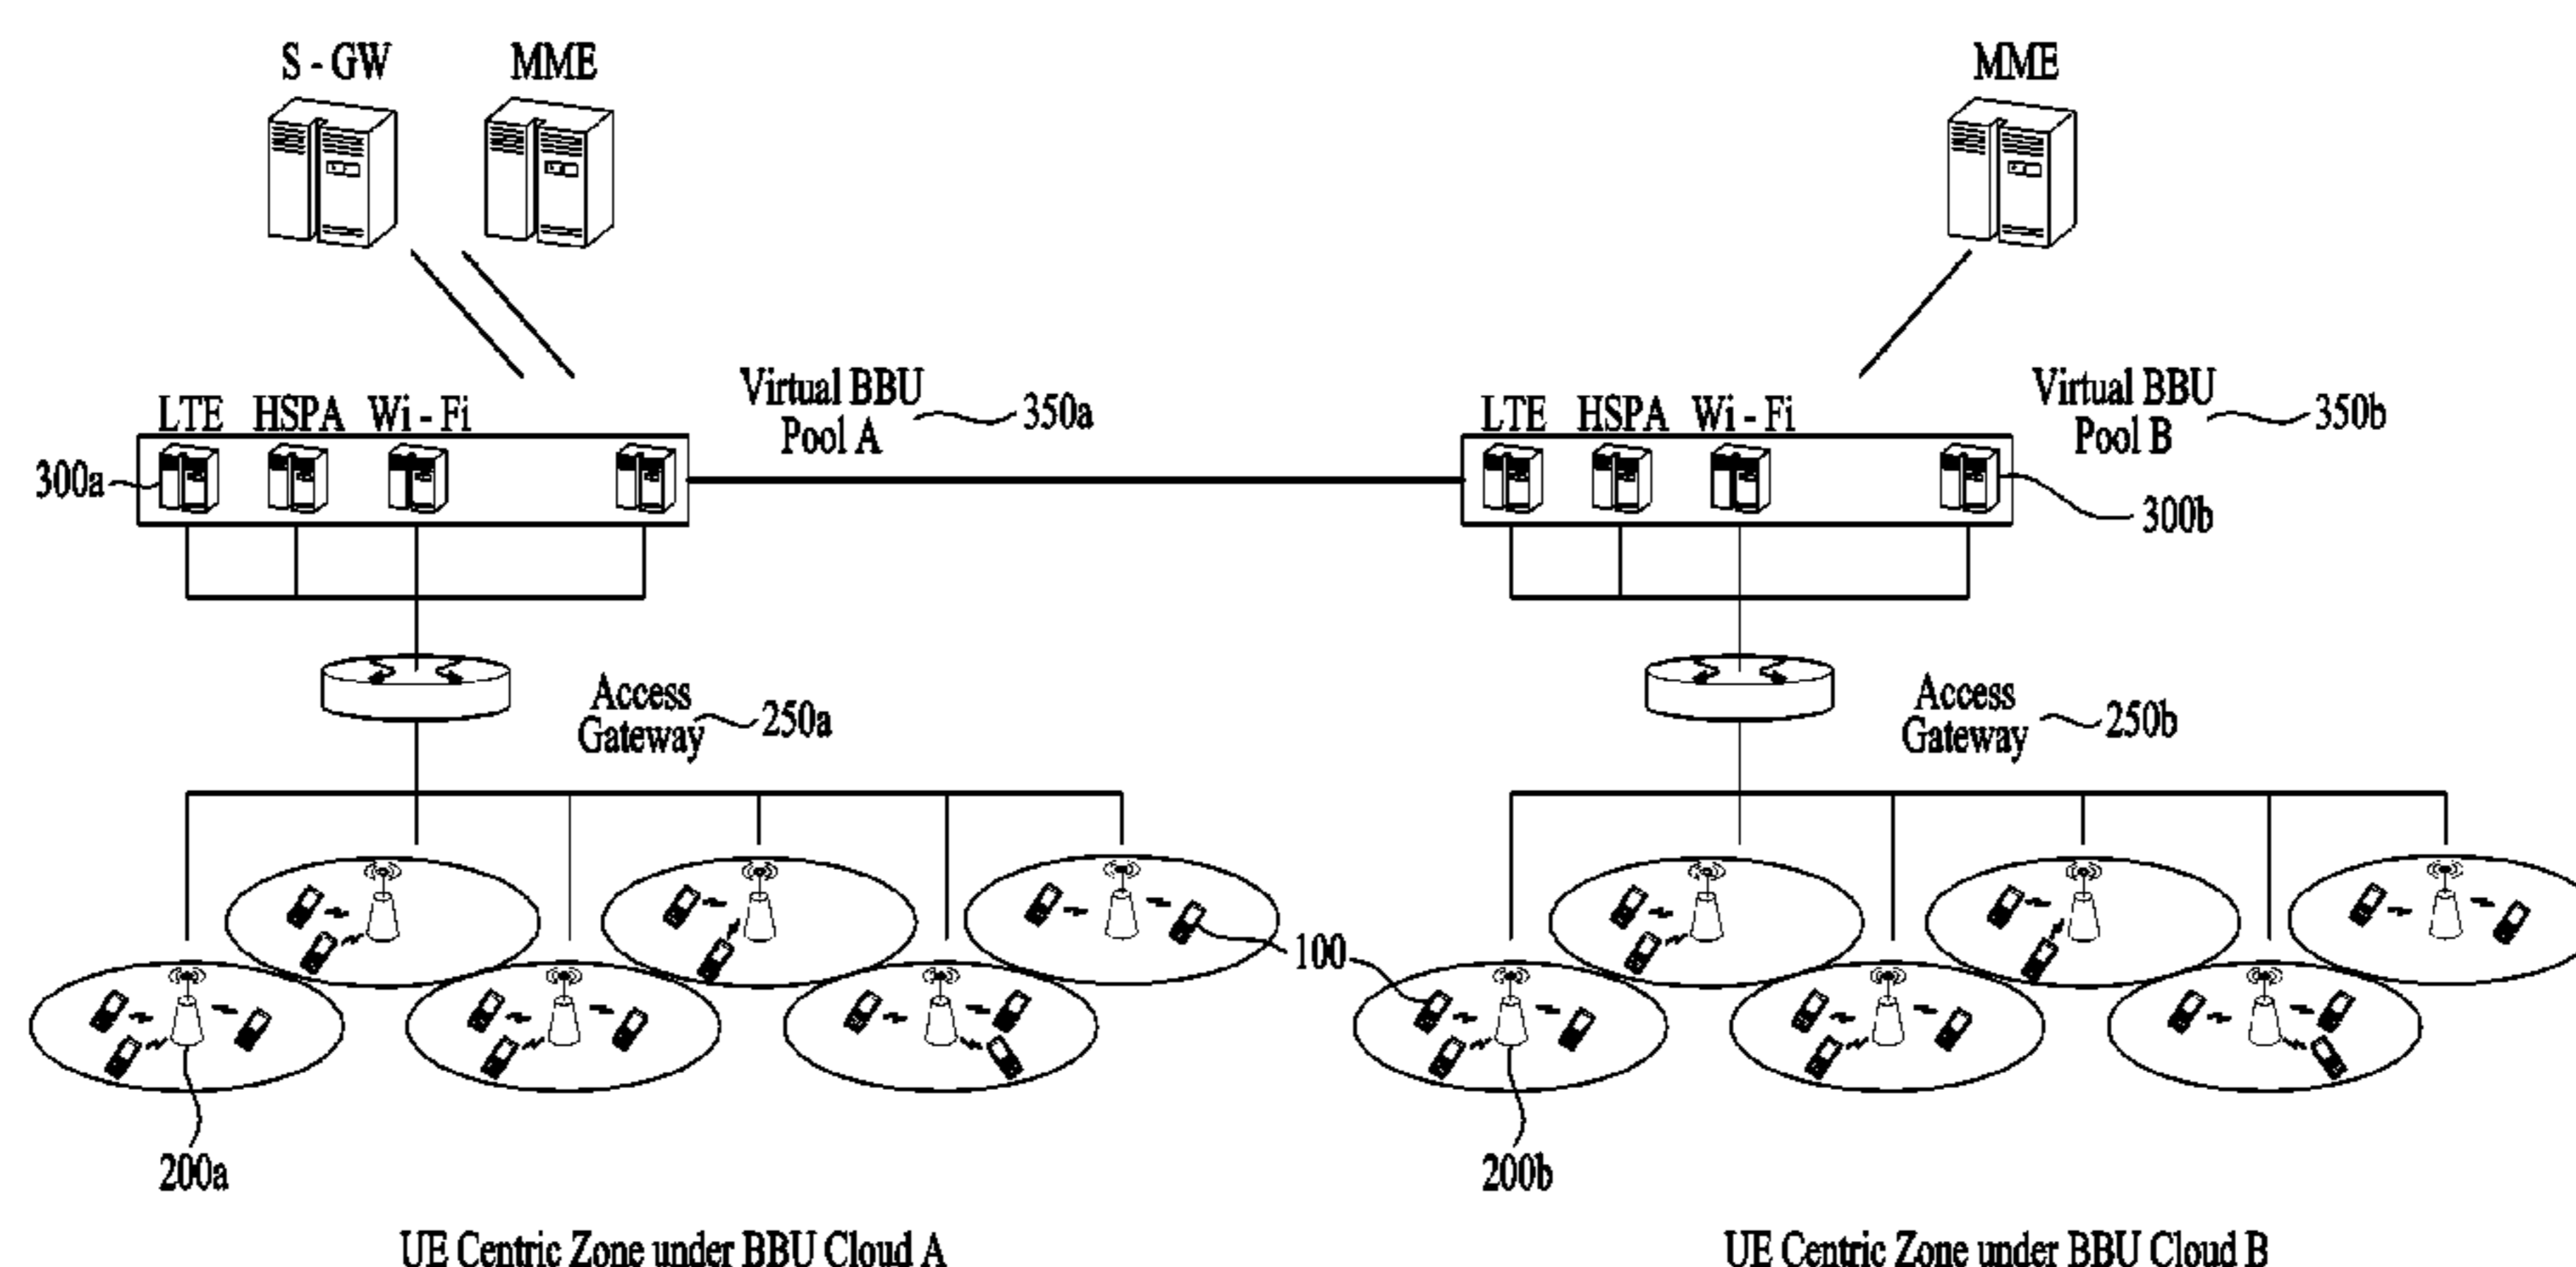 S - GW
MME
MME
LTE
HSPA
Wi - Fi
Virtual BBU
Pool A
350a
LTE
HSPA
Wi - Fi
Virtual BBU
Pool B
350b
300a
300b
Access
Gateway
250a
Access
Gateway
250b
100
200a
200b
UE Centric Zone under BBU Cloud A
UE Centric Zone under BBU Cloud B